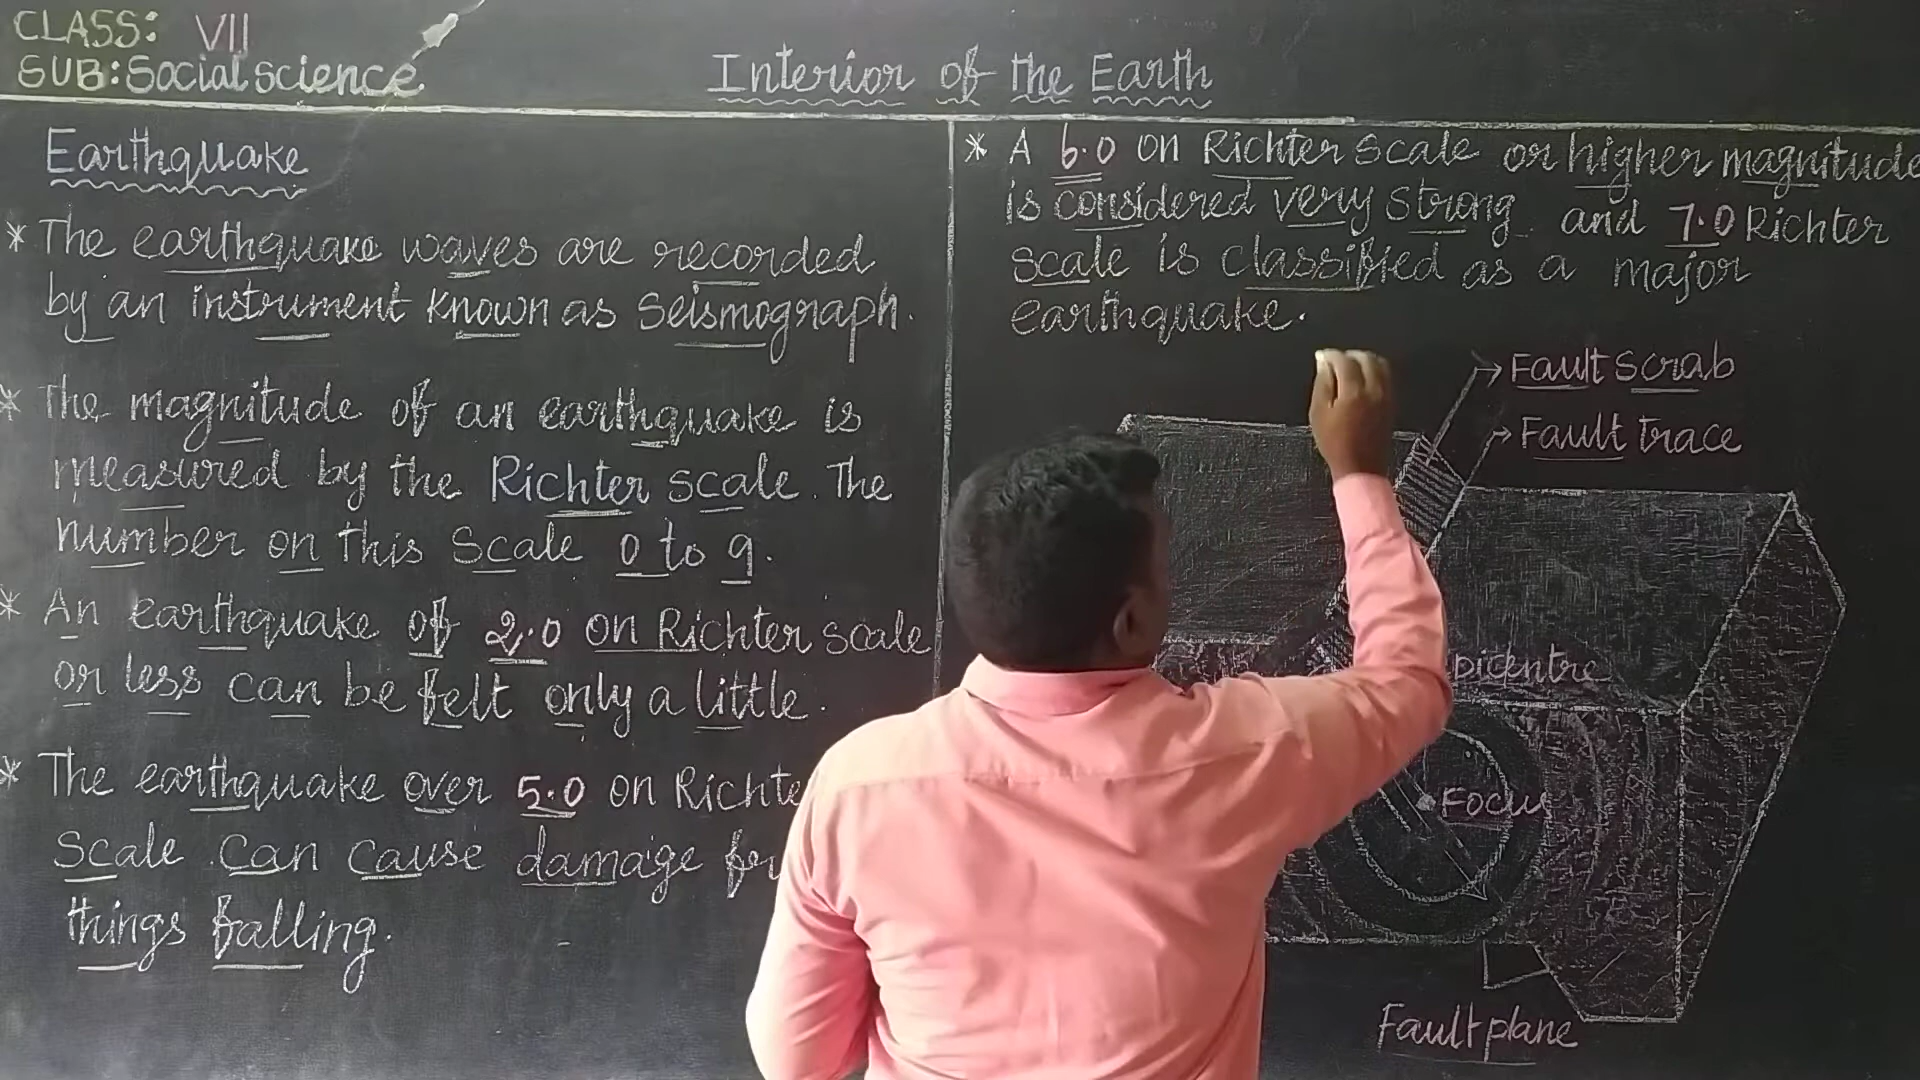 CLASS: VII
SUB: Social science
Interior of the Earth
Earthquake
* The earthquake waves are recorded
by an instrument known as Seismograph.
* The magnitude of an earthquake is
measured by the Richter scale. The
number on this Scale 0 to 9.
* An earthquake of 2.0 on Richter scale
or less can be felt only a little.
* The earthquake over 5.0 on Richte
Scale can cause damage
things falling.
* A 6.0 on Richter Scale or higher magnitude
is considered very strong and 7.0 Richter
scale is classified as a major
earthquake.
Fault Scrab
Fault trace
picentre
Focus
Fault plane